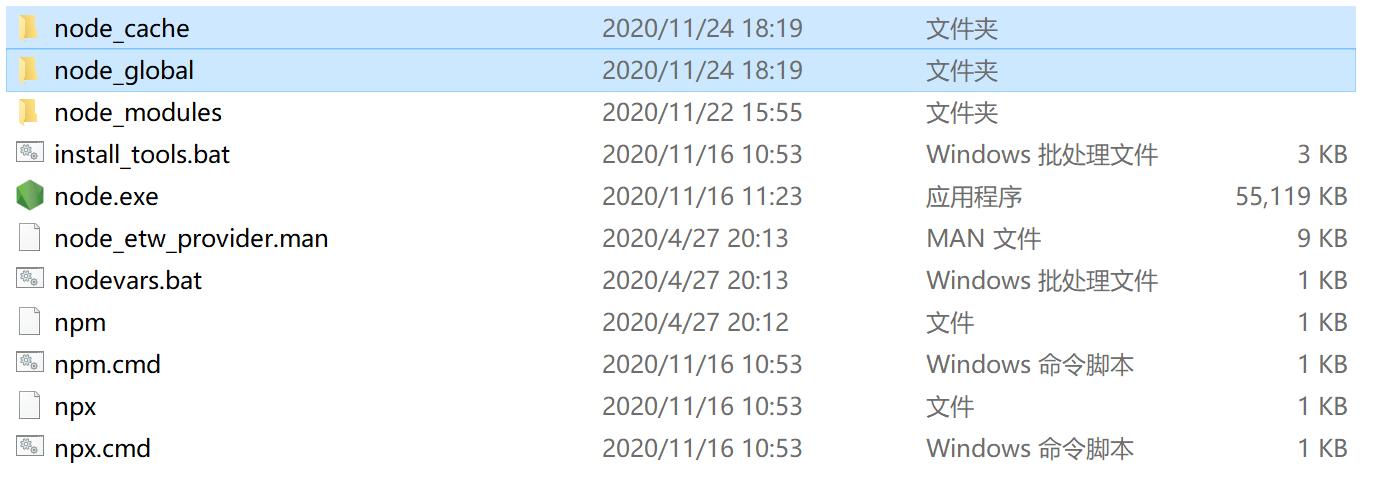 node_cache 2020/11/24 18:19 文件夹
node_global 2020/11/24 18:19 文件夹
node_modules 2020/11/22 15:55 文件夹
install_tools.bat 2020/11/16 10:53 Windows 批处理文件 3 KB
node.exe 2020/11/16 11:23 应用程序 55,119 KB
node_etw_provider.man 2020/4/27 20:13 MAN 文件 9 KB
nodevars.bat 2020/4/27 20:13 Windows 批处理文件 1 KB
npm 2020/4/27 20:12 文件 1 KB
npm.cmd 2020/11/16 10:53 Windows 命令脚本 1 KB
npx 2020/11/16 10:53 文件 1 KB
npx.cmd 2020/11/16 10:53 Windows 命令脚本 1 KB